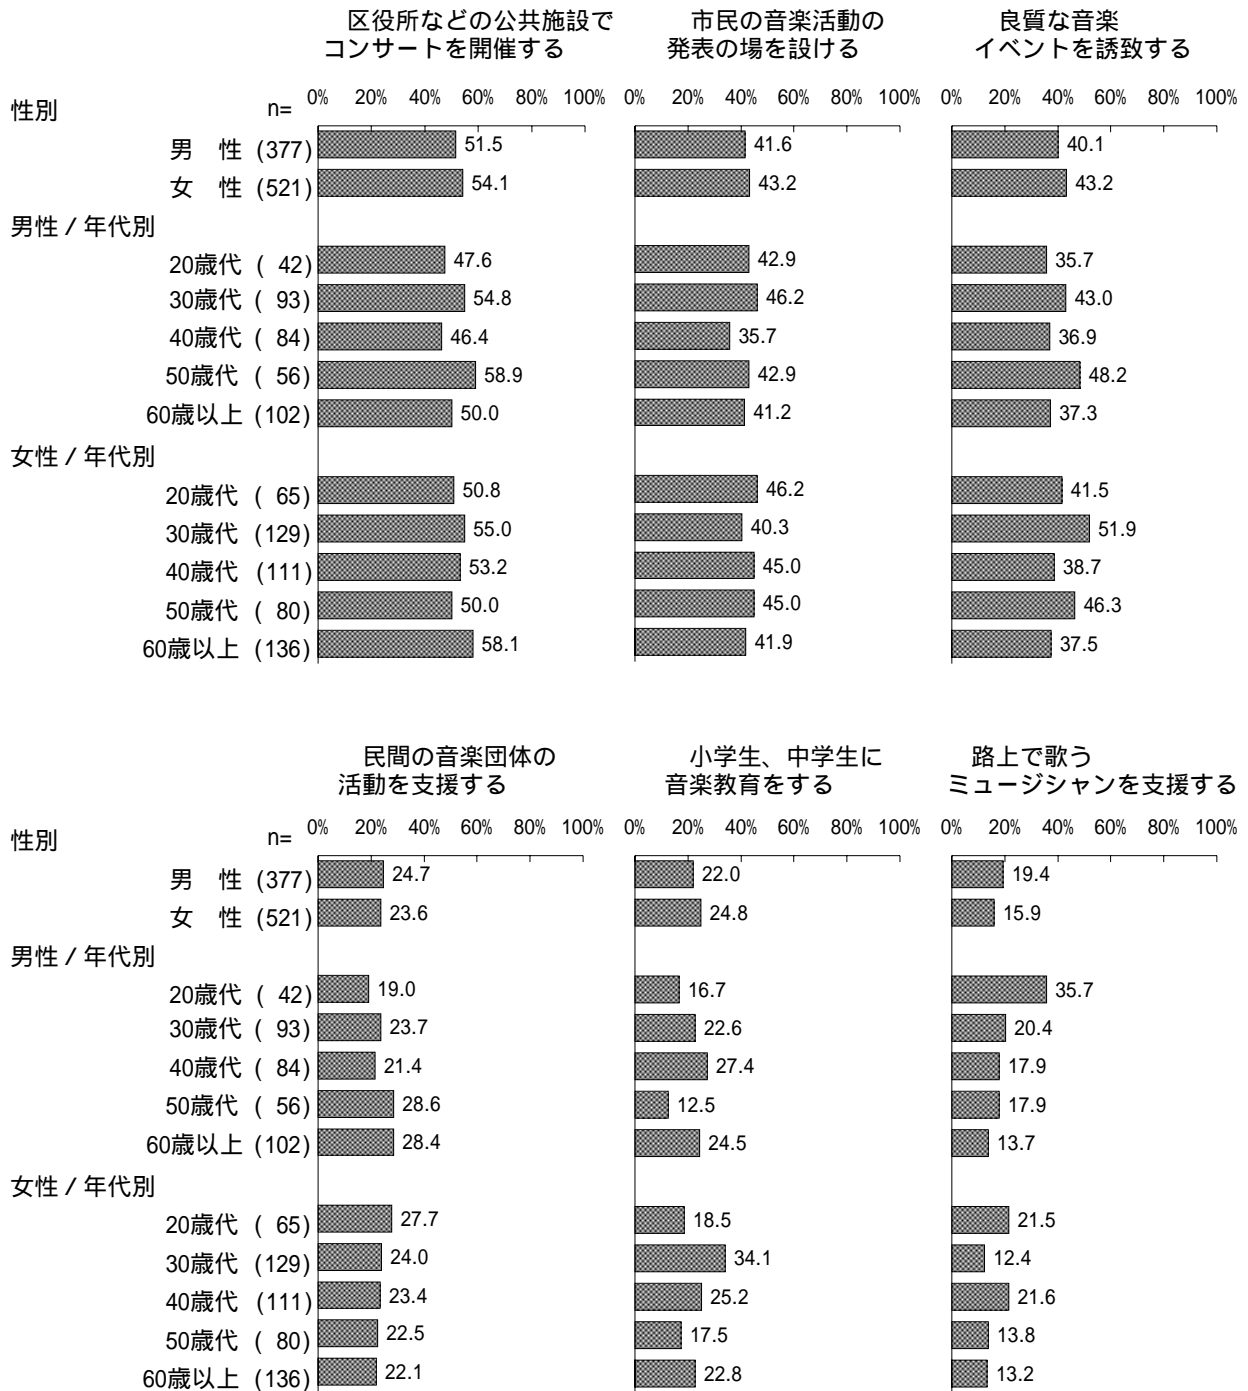 区役所などの公共施設で
コンサートを開催する
市民の音楽活動の
発表の場を設ける
良質な音楽
イベントを誘致する
性別 n= 0% 20% 40% 60% 80% 100% 0% 20% 40% 60% 80% 100% 0% 20% 40% 60% 80% 100%
男 性 (377) 51.5 41.6 40.1
女 性 (521) 54.1 43.2 43.2
男性/年代別
20歳代 ( 42) 47.6 42.9 35.7
30歳代 ( 93) 54.8 46.2 43.0
40歳代 ( 84) 46.4 35.7 36.9
50歳代 ( 56) 58.9 42.9 48.2
60歳以上 (102) 50.0 41.2 37.3
女性/年代別
20歳代 ( 65) 50.8 46.2 41.5
30歳代 (129) 55.0 40.3 51.9
40歳代 (111) 53.2 45.0 38.7
50歳代 ( 80) 50.0 45.0 46.3
60歳以上 (136) 58.1 41.9 37.5
民間の音楽団体の
活動を支援する
小学生、中学生に
音楽教育をする
路上で歌う
ミュージシャンを支援する
性別 n= 0% 20% 40% 60% 80% 100% 0% 20% 40% 60% 80% 100% 0% 20% 40% 60% 80% 100%
男 性 (377) 24.7 22.0 19.4
女 性 (521) 23.6 24.8 15.9
男性/年代別
20歳代 ( 42) 19.0 16.7 35.7
30歳代 ( 93) 23.7 22.6 20.4
40歳代 ( 84) 21.4 27.4 17.9
50歳代 ( 56) 28.6 12.5 17.9
60歳以上 (102) 28.4 24.5 13.7
女性/年代別
20歳代 ( 65) 27.7 18.5 21.5
30歳代 (129) 24.0 34.1 12.4
40歳代 (111) 23.4 25.2 21.6
50歳代 ( 80) 22.5 17.5 13.8
60歳以上 (136) 22.1 22.8 13.2